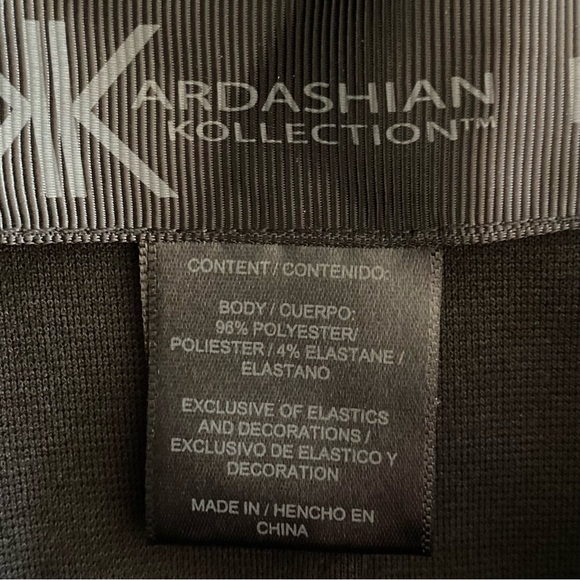 KARDASHIAN
KOLLECTION™
CONTENT / CONTENIDO:
BODY / CUERPO:
96% POLYESTER/
POLIESTER / 4% ELASTANE /
ELASTANO
EXCLUSIVE OF ELASTICS
AND DECORATIONS /
EXCLUSIVO DE ELASTICO Y
DECORATION
MADE IN / HENCHO EN
CHINA